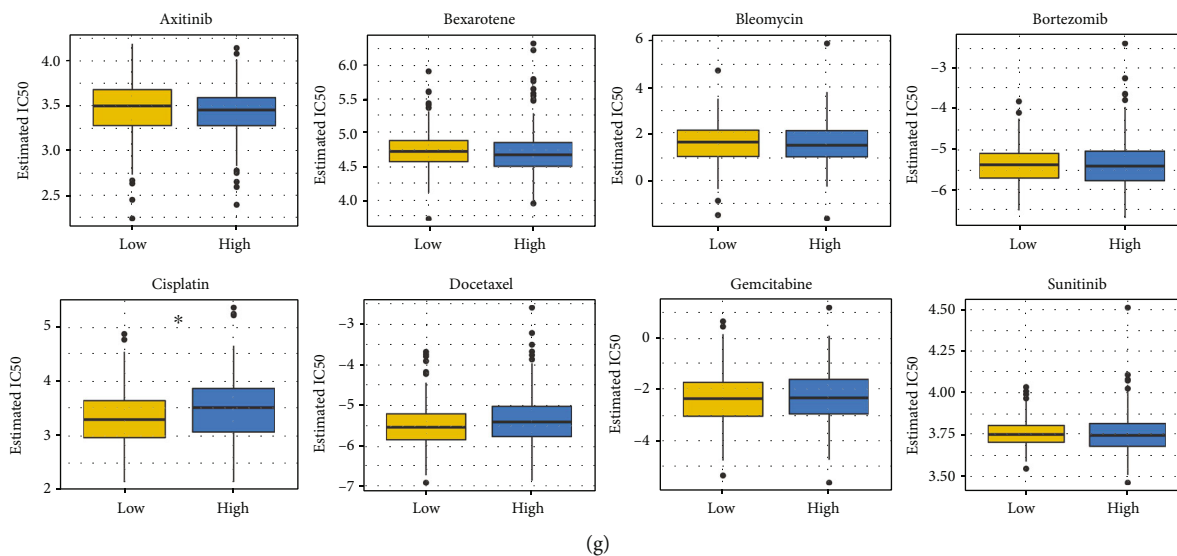 Axitinib
Bexarotene
Bleomycin
Bortezomib
Estimated IC50
4.0
3.5
3.0
2.5
Low
High
Estimated IC50
6.0
5.5
5.0
4.5
4.0
Low
High
Estimated IC50
6
4
2
0
Low
High
Estimated IC50
–3
–4
–5
–6
Low
High
Cisplatin
Docetaxel
Gemcitabine
Sunitinib
Estimated IC50
5
4
3
2
*
Low
High
Estimated IC50
–3
–4
–5
–6
–7
Low
High
Estimated IC50
0
–2
–4
Low
High
Estimated IC50
4.50
4.25
4.00
3.75
3.50
Low
High
(g)